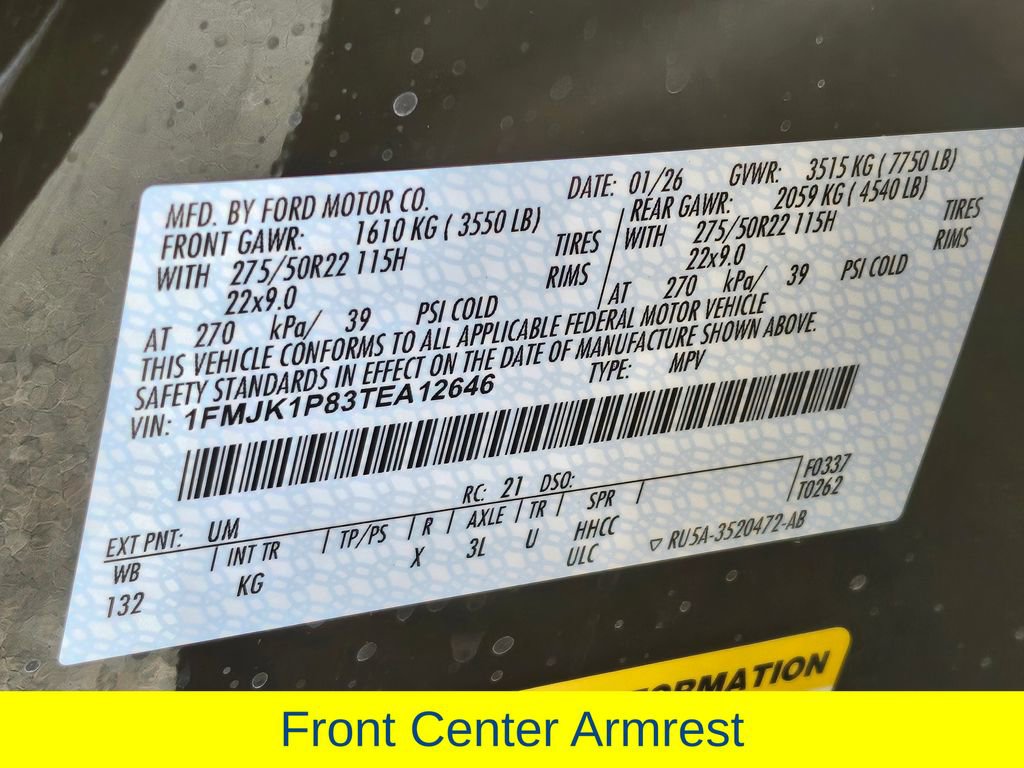 MFD. BY FORD MOTOR CO.
DATE: 01/26 GVWR: 3515 KG ( 7750 LB)
FRONT GAWR: 1610 KG ( 3550 LB)
WITH 275/50R22 115H TIRES
22x9.0 RIMS
AT 270 kPa/ 39 PSI COLD
REAR GAWR: 2059 KG ( 4540 LB)
WITH 275/50R22 115H TIRES
22x9.0 RIMS
AT 270 kPa/ 39 PSI COLD
THIS VEHICLE CONFORMS TO ALL APPLICABLE FEDERAL MOTOR VEHICLE
SAFETY STANDARDS IN EFFECT ON THE DATE OF MANUFACTURE SHOWN ABOVE.
VIN: 1FMJK1P83TEA12646 TYPE: MPV
EXT PNT: UM RC: 21 DSO: F0337
WB INT TR TP/PS R AXLE TR SPR T0262
132 KG X 3L U HHCC
ULC ▽ RU5A-3520472-AB
Front Center Armrest